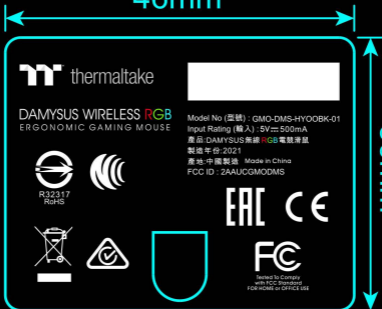 46mm
thermaltake
DAMYSUS WIRELESS RGB
ERGONOMIC GAMING MOUSE
Model No (型號) : GMO-DMS-HYOOBK-01
Input Rating (輸入) : 5V⎓500mA
產品:DAMYSUS無線RGB電競滑鼠
製造年份:2021
產地:中國製造 Made in China
FCC ID : 2AAUCGMODMS
R32317
RoHS
EAC CE
FC
Tested To Comply
with FCC Standard
FOR HOME or OFFICE USE